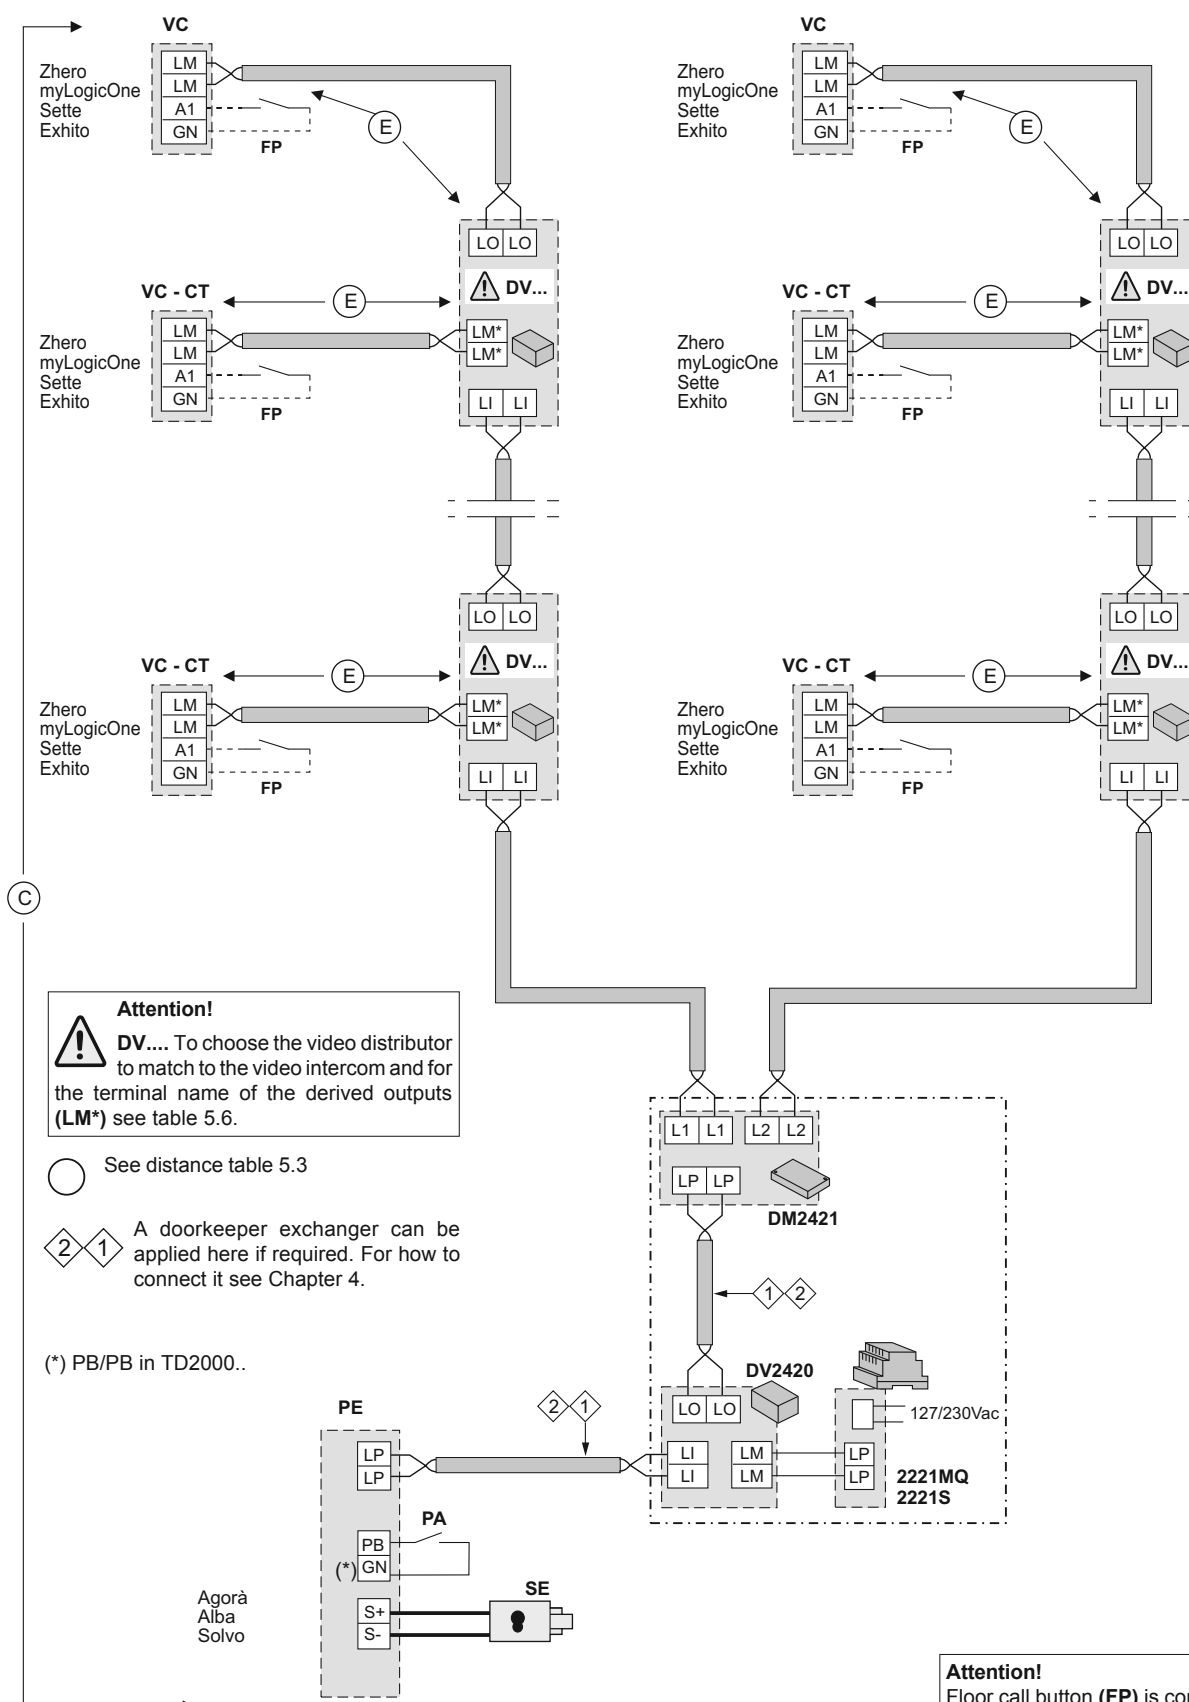 VC
VC
Zhero
myLogicOne
Sette
Exhito
LM
LM
A1
GN
FP
E
Zhero
myLogicOne
Sette
Exhito
LM
LM
A1
GN
FP
E
LO LO
DV...
LO LO
DV...
VC - CT
E
Zhero
myLogicOne
Sette
Exhito
LM
LM
A1
GN
FP
LM*
LM*
LI LI
VC - CT
E
Zhero
myLogicOne
Sette
Exhito
LM
LM
A1
GN
FP
LM*
LM*
LI LI
LO LO
DV...
LO LO
DV...
VC - CT
E
Zhero
myLogicOne
Sette
Exhito
LM
LM
A1
GN
FP
LM*
LM*
LI LI
VC - CT
E
Zhero
myLogicOne
Sette
Exhito
LM
LM
A1
GN
FP
LM*
LM*
LI LI
C
Attention!
DV.... To choose the video distributor
to match to the video intercom and for
the terminal name of the derived outputs
(LM*) see table 5.6.
See distance table 5.3
2 1
A doorkeeper exchanger can be
applied here if required. For how to
connect it see Chapter 4.
(*) PB/PB in TD2000..
L1 L1 L2 L2
LP LP
DM2421
1 2
DV2420
LO LO
LI
LI
LM
LM
127/230Vac
LP
LP
2221MQ
2221S
2 1
PE
LP
LP
PA
PB
(*) GN
SE
S+
S-
Agorà
Alba
Solvo
Attention!
Floor call button (FP) is